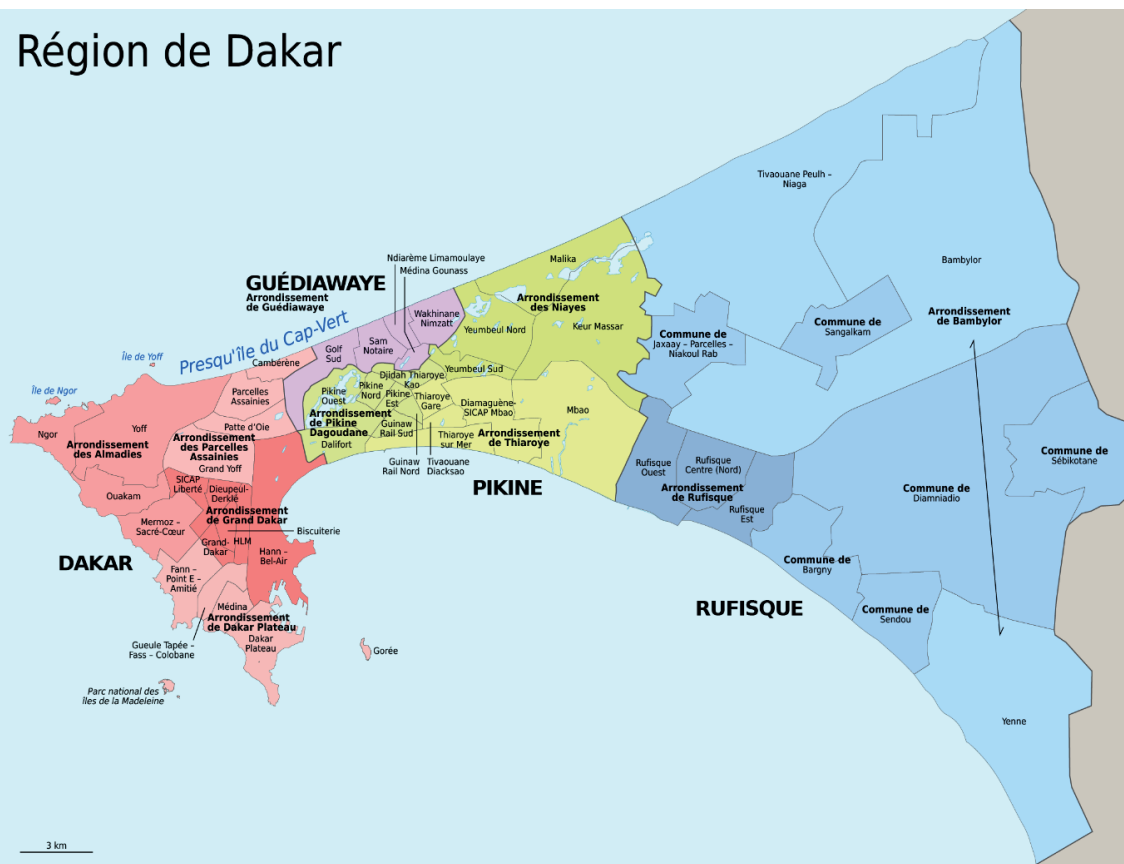 Région de Dakar
Tivaouane Peulh –
Niaga
Bambylor
Ndiarème Limamoulaye
Médina Gounass
Malika
GUÉDIAWAYE
Arrondissement
de Guédiawaye
Arrondissement
des Niayes
Wakhinane
Nimzatt
Yeumbeul Nord
Keur Massar
Arrondissement
de Bambylor
Commune de
Sangalkam
Commune de
Jaxaay – Parcelles –
Niakoul Rab
Presqu'île du Cap-Vert
Île de Yoff
Cambérène
Golf
Sud
Sam
Notaire
Yeumbeul Sud
Djidah Thiaroye
Kao
Île de Ngor
Parcelles
Assainies
Pikine
Ouest
Pikine
Nord
Pikine
Est
Thiaroye
Gare
Diamaguène-
SICAP Mbao
Mbao
Ngor
Yoff
Patte d'Oie
Arrondissement
de Pikine
Dagoudane
Guinaw
Rail Sud
Dalifort
Thiaroye
sur Mer
Arrondissement
de Thiaroye
Arrondissement
des Almadies
Arrondissement
des Parcelles
Assainies
Grand Yoff
Guinaw
Rail Nord
Tivaouane
Diacksao
Rufisque
Ouest
Rufisque
Centre (Nord)
Commune de
Sébikotane
PIKINE
SICAP
Liberté
Dieupeul-
Derklé
Ouakam
Arrondissement
de Rufisque
Rufisque
Est
Commune de
Diamniadio
Arrondissement
de Grand Dakar
Mermoz –
Sacré-Cœur
Biscuiterie
Grand-
Dakar
HLM
Hann –
Bel-Air
DAKAR
Fann –
Point E –
Amitié
Commune de
Bargny
RUFISQUE
Commune de
Sendou
Médina
Arrondissement
de Dakar Plateau
Dakar
Plateau
Gueule Tapée –
Fass – Colobane
Gorée
Parc national des
îles de la Madeleine
Yenne
3 km